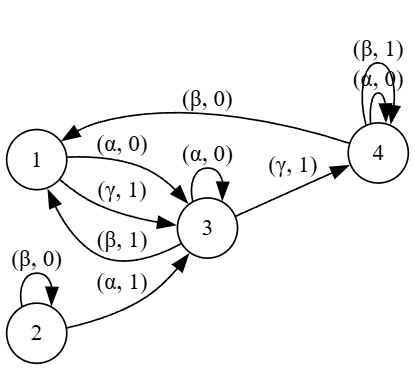 (β, 1)
(α, 0)
(β, 0)
4
1
(α, 0)
(α, 0)
(γ, 1)
(γ, 1)
3
(β, 1)
(β, 0)
(α, 1)
2